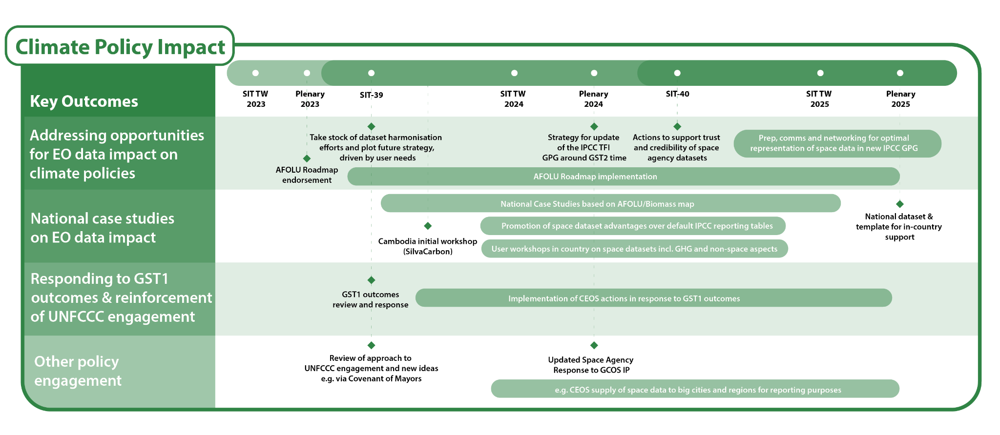 Climate Policy Impact
SIT TW
2023
Plenary
2023
SIT-39
SIT TW
2024
Plenary
2024
SIT-40
SIT TW
2025
Plenary
2025
Key Outcomes
Addressing opportunities
for EO data impact on
climate policies
Take stock of dataset harmonisation
efforts and plot future strategy,
driven by user needs
AFOLU Roadmap
endorsement
Strategy for update
of the IPCC TFI
GPG around GST2 time
Actions to support trust
and credibility of space
agency datasets
Prep, comms and networking for optimal
representation of space data in new IPCC GPG
AFOLU Roadmap implementation
National case studies
on EO data impact
National Case Studies based on AFOLU/Biomass map
Promotion of space dataset advantages over default IPCC reporting tables
Cambodia initial workshop
(SilvaCarbon)
User workshops in country on space datasets incl. GHG and non-space aspects
National dataset &
template for in-country
support
Responding to GST1
outcomes & reinforcement
of UNFCCC engagement
GST1 outcomes
review and response
Implementation of CEOS actions in response to GST1 outcomes
Other policy
engagement
Review of approach to
UNFCCC engagement and new ideas
e.g. via Covenant of Mayors
Updated Space Agency
Response to GCOS IP
e.g. CEOS supply of space data to big cities and regions for reporting purposes